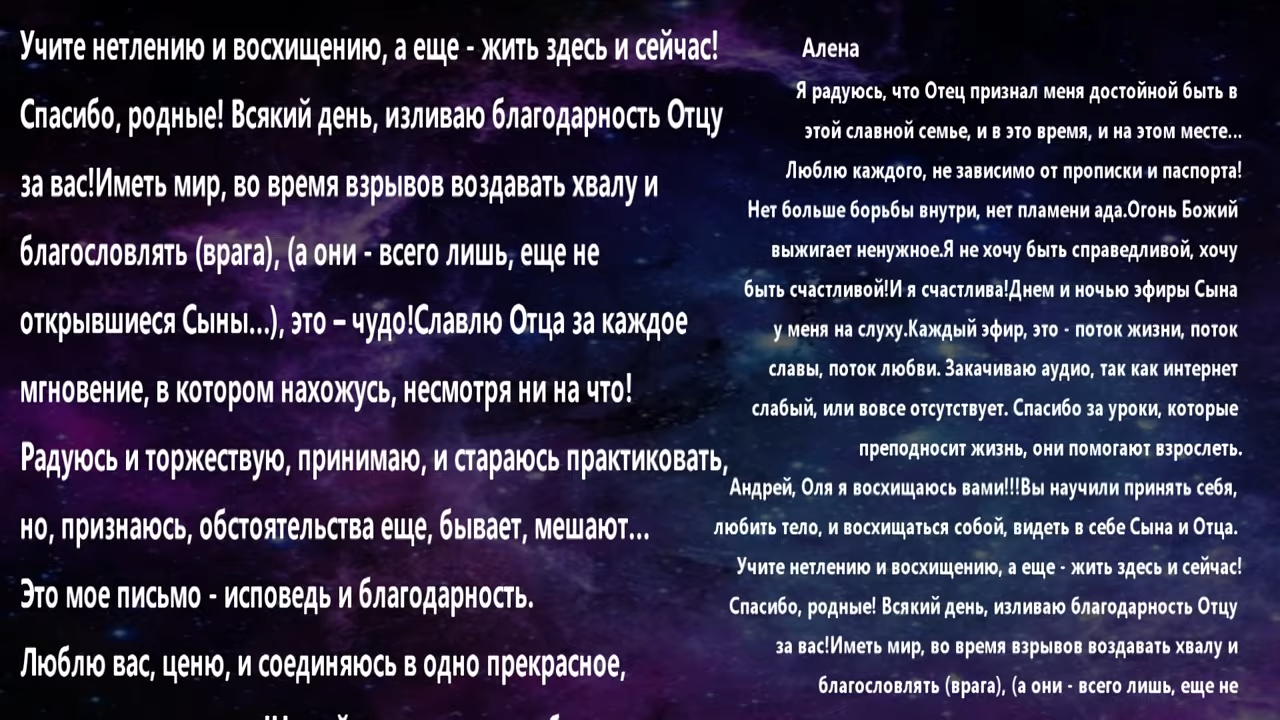 Учите нетлению и восхищению, а еще - жить здесь и сейчас!
Спасибо, родные! Всякий день, изливаю благодарность Отцу
за вас!Иметь мир, во время взрывов воздавать хвалу и
благословлять (врага), (а они - всего лишь, еще не
открывшиеся Сыны...), это – чудо!Славлю Отца за каждое
мгновение, в котором нахожусь, несмотря ни на что!
Радуюсь и торжествую, принимаю, и стараюсь практиковать,
но, признаюсь, обстоятельства еще, бывает, мешают...
Это мое письмо - исповедь и благодарность.
Люблю вас, ценю, и соединяюсь в одно прекрасное,
Алена
Я радуюсь, что Отец признал меня достойной быть в
этой славной семье, и в это время, и на этом месте...
Люблю каждого, не зависимо от прописки и паспорта!
Нет больше борьбы внутри, нет пламени ада.Огонь Божий
выжигает ненужное.Я не хочу быть справедливой, хочу
быть счастливой!И я счастлива!Днем и ночью эфиры Сына
у меня на слуху.Каждый эфир, это - поток жизни, поток
славы, поток любви. Закачиваю аудио, так как интернет
слабый, или вовсе отсутствует. Спасибо за уроки, которые
преподносит жизнь, они помогают взрослеть.
Андрей, Оля я восхищаюсь вами!!!Вы научили принять себя,
любить тело, и восхищаться собой, видеть в себе Сына и Отца.
Учите нетлению и восхищению, а еще - жить здесь и сейчас!
Спасибо, родные! Всякий день, изливаю благодарность Отцу
за вас!Иметь мир, во время взрывов воздавать хвалу и
благословлять (врага), (а они - всего лишь, еще не